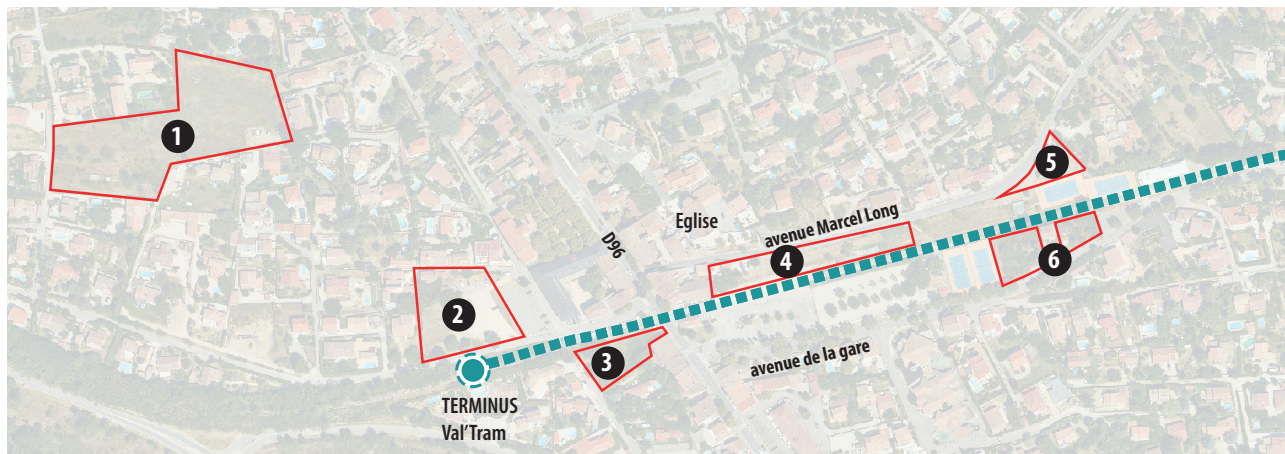 1
5
Eglise
avenue Marcel Long
D96
4
6
2
3
avenue de la gare
TERMINUS
Val’Tram